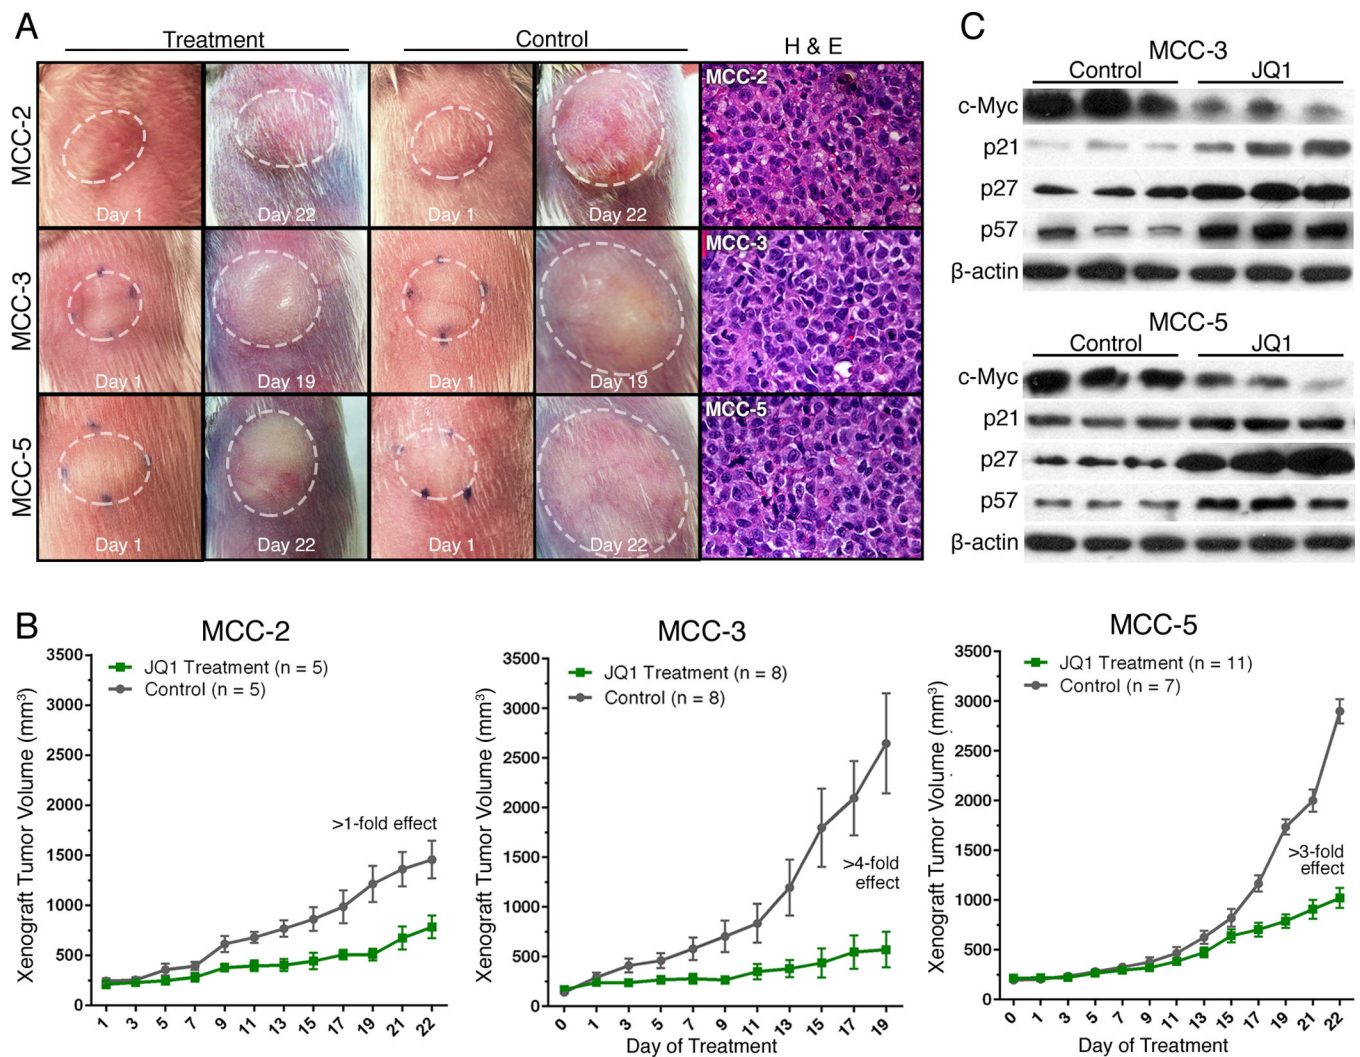 A
Treatment
Control
H & E
MCC-2
Day 1
Day 22
Day 1
Day 22
MCC-2
MCC-3
Day 1
Day 19
Day 1
Day 19
MCC-3
MCC-5
Day 1
Day 22
Day 1
Day 22
MCC-5
C
MCC-3
Control
JQ1
c-Myc
p21
p27
p57
β-actin
MCC-5
Control
JQ1
c-Myc
p21
p27
p57
β-actin
B
MCC-2
Xenograft Tumor Volume (mm³)
3500
3000
2500
2000
1500
1000
500
0
JQ1 Treatment (n = 5)
Control (n = 5)
>1-fold effect
1 3 5 7 9 11 13 15 17 19 21 22
MCC-3
Xenograft Tumor Volume (mm³)
3500
3000
2500
2000
1500
1000
500
0
JQ1 Treatment (n = 8)
Control (n = 8)
>4-fold
effect
0 1 3 5 7 9 11 13 15 17 19
Day of Treatment
MCC-5
Xenograft Tumor Volume (mm³)
3500
3000
2500
2000
1500
1000
500
0
JQ1 Treatment (n = 11)
Control (n = 7)
>3-fold
effect
0 1 3 5 7 9 11 13 15 17 19 21 22
Day of Treatment